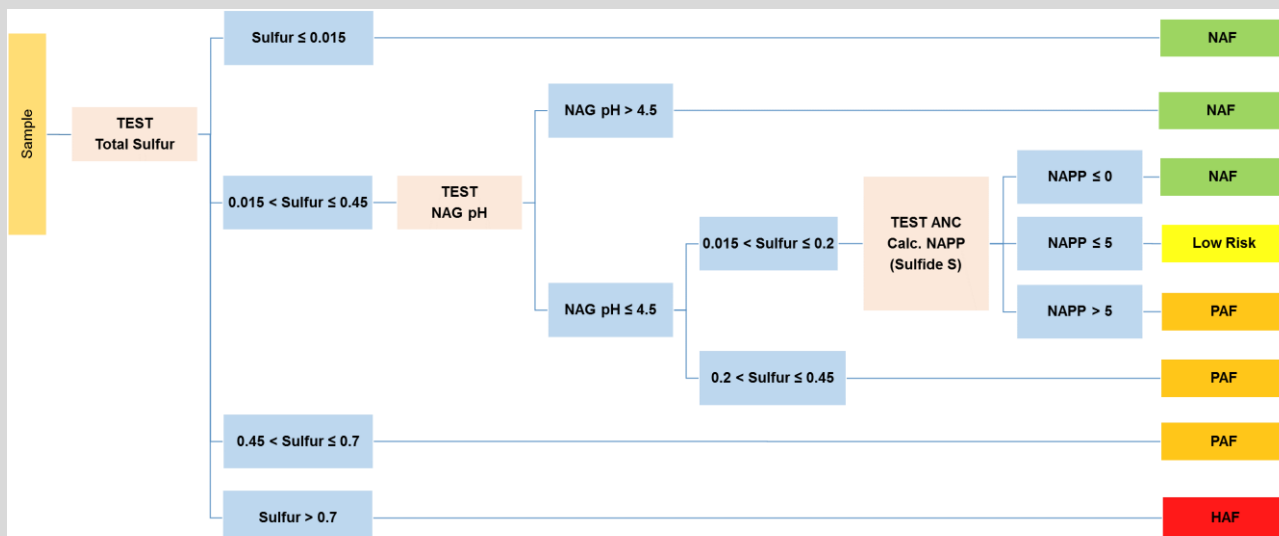 Sample
TEST
Total Sulfur
Sulfur ≤ 0.015
NAF
NAG pH > 4.5
NAF
0.015 < Sulfur ≤ 0.45
TEST
NAG pH
NAG pH ≤ 4.5
0.015 < Sulfur ≤ 0.2
TEST ANC
Calc. NAPP
(Sulfide S)
NAPP ≤ 0
NAF
NAPP ≤ 5
Low Risk
NAPP > 5
PAF
0.2 < Sulfur ≤ 0.45
PAF
0.45 < Sulfur ≤ 0.7
PAF
Sulfur > 0.7
HAF